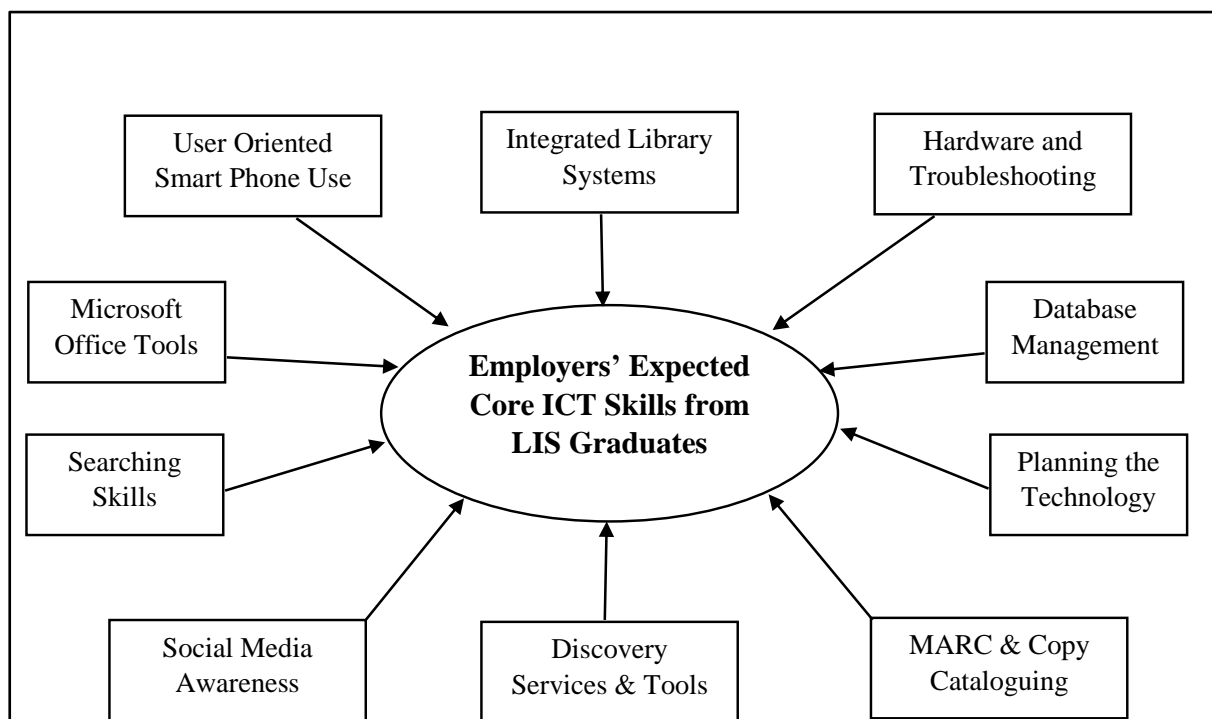 User Oriented
Smart Phone Use
Integrated Library
Systems
Hardware and
Troubleshooting
Microsoft
Office Tools
Database
Management
Employers’ Expected
Core ICT Skills from
LIS Graduates
Searching
Skills
Planning the
Technology
Social Media
Awareness
Discovery
Services & Tools
MARC & Copy
Cataloguing